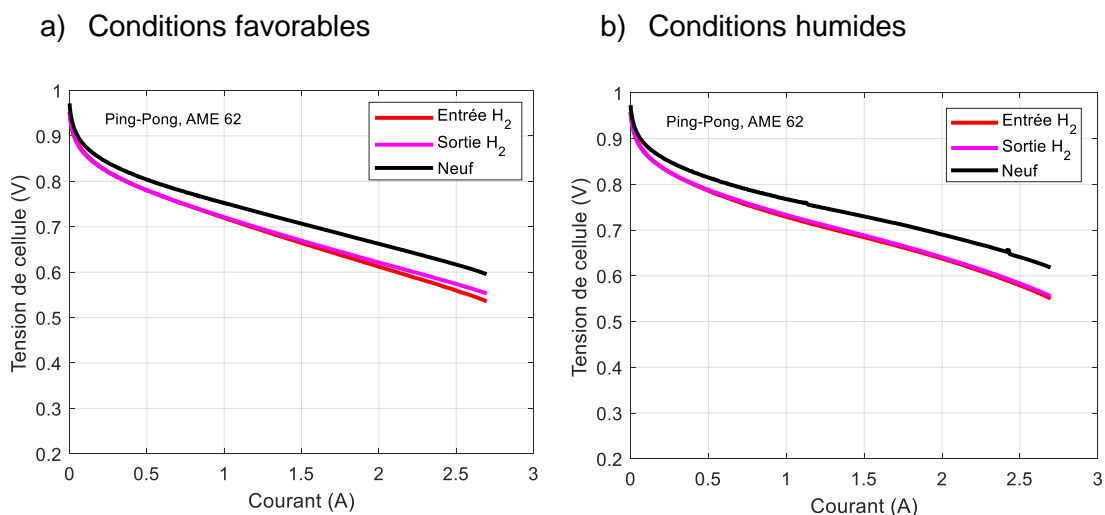 a) Conditions favorables
Ping-Pong, AME 62
Entrée H2
Sortie H2
Neuf
Tension de cellule (V)
1
0.9
0.8
0.7
0.6
0.5
0.4
0.3
0.2
0 0.5 1 1.5 2 2.5 3
Courant (A)
b) Conditions humides
Ping-Pong, AME 62
Entrée H2
Sortie H2
Neuf
Tension de cellule (V)
1
0.9
0.8
0.7
0.6
0.5
0.4
0.3
0.2
0 0.5 1 1.5 2 2.5 3
Courant (A)